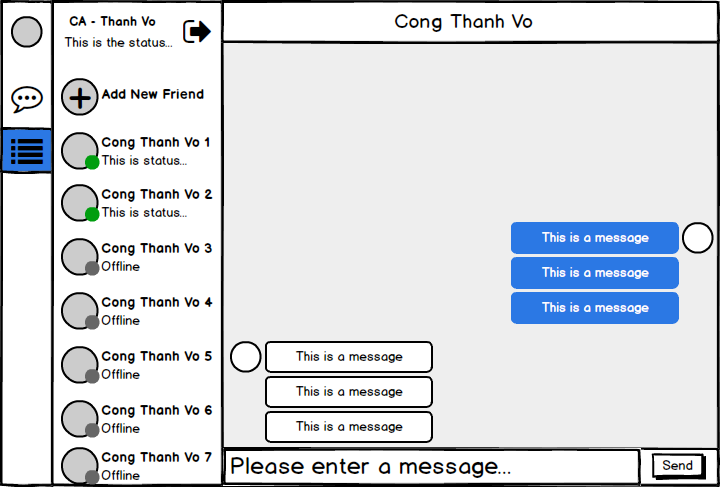 CA - Thanh Vo
This is the status...
Add New Friend
Cong Thanh Vo 1
This is status...
Cong Thanh Vo 2
This is status...
Cong Thanh Vo 3
Offline
Cong Thanh Vo 4
Offline
Cong Thanh Vo 5
Offline
Cong Thanh Vo 6
Offline
Cong Thanh Vo 7
Offline
Cong Thanh Vo
This is a message
This is a message
This is a message
This is a message
This is a message
This is a message
Please enter a message...
Send